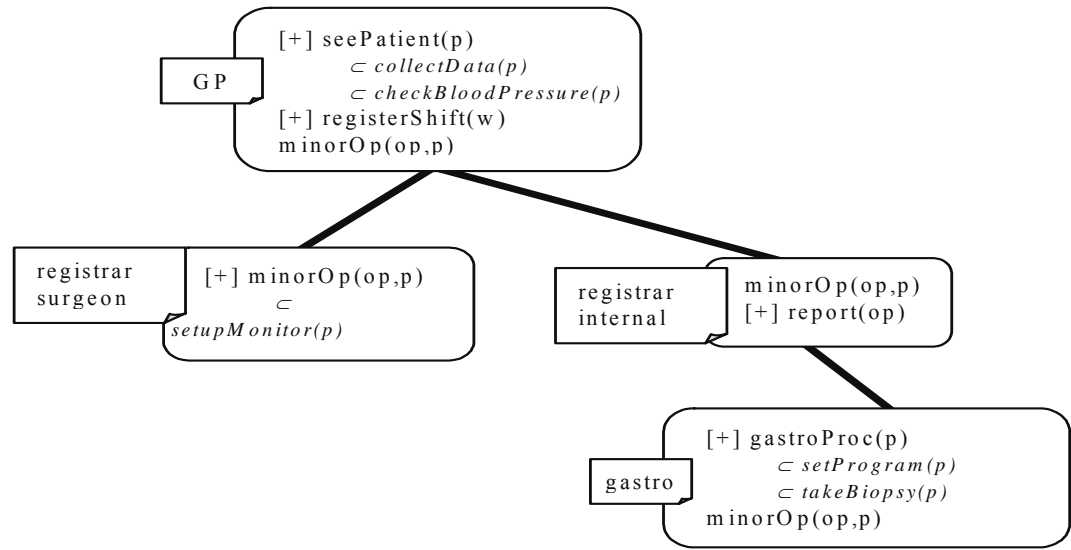 GP
[+] seePatient(p)
⊂ collectData(p)
⊂ checkBloodPressure(p)
[+] registerShift(w)
minorOp(op,p)
registrar
surgeon
[+] minorOp(op,p)
⊂
setupMonitor(p)
registrar
internal
minorOp(op,p)
[+] report(op)
gastro
[+] gastroProc(p)
⊂ setProgram(p)
⊂ takeBiopsy(p)
minorOp(op,p)